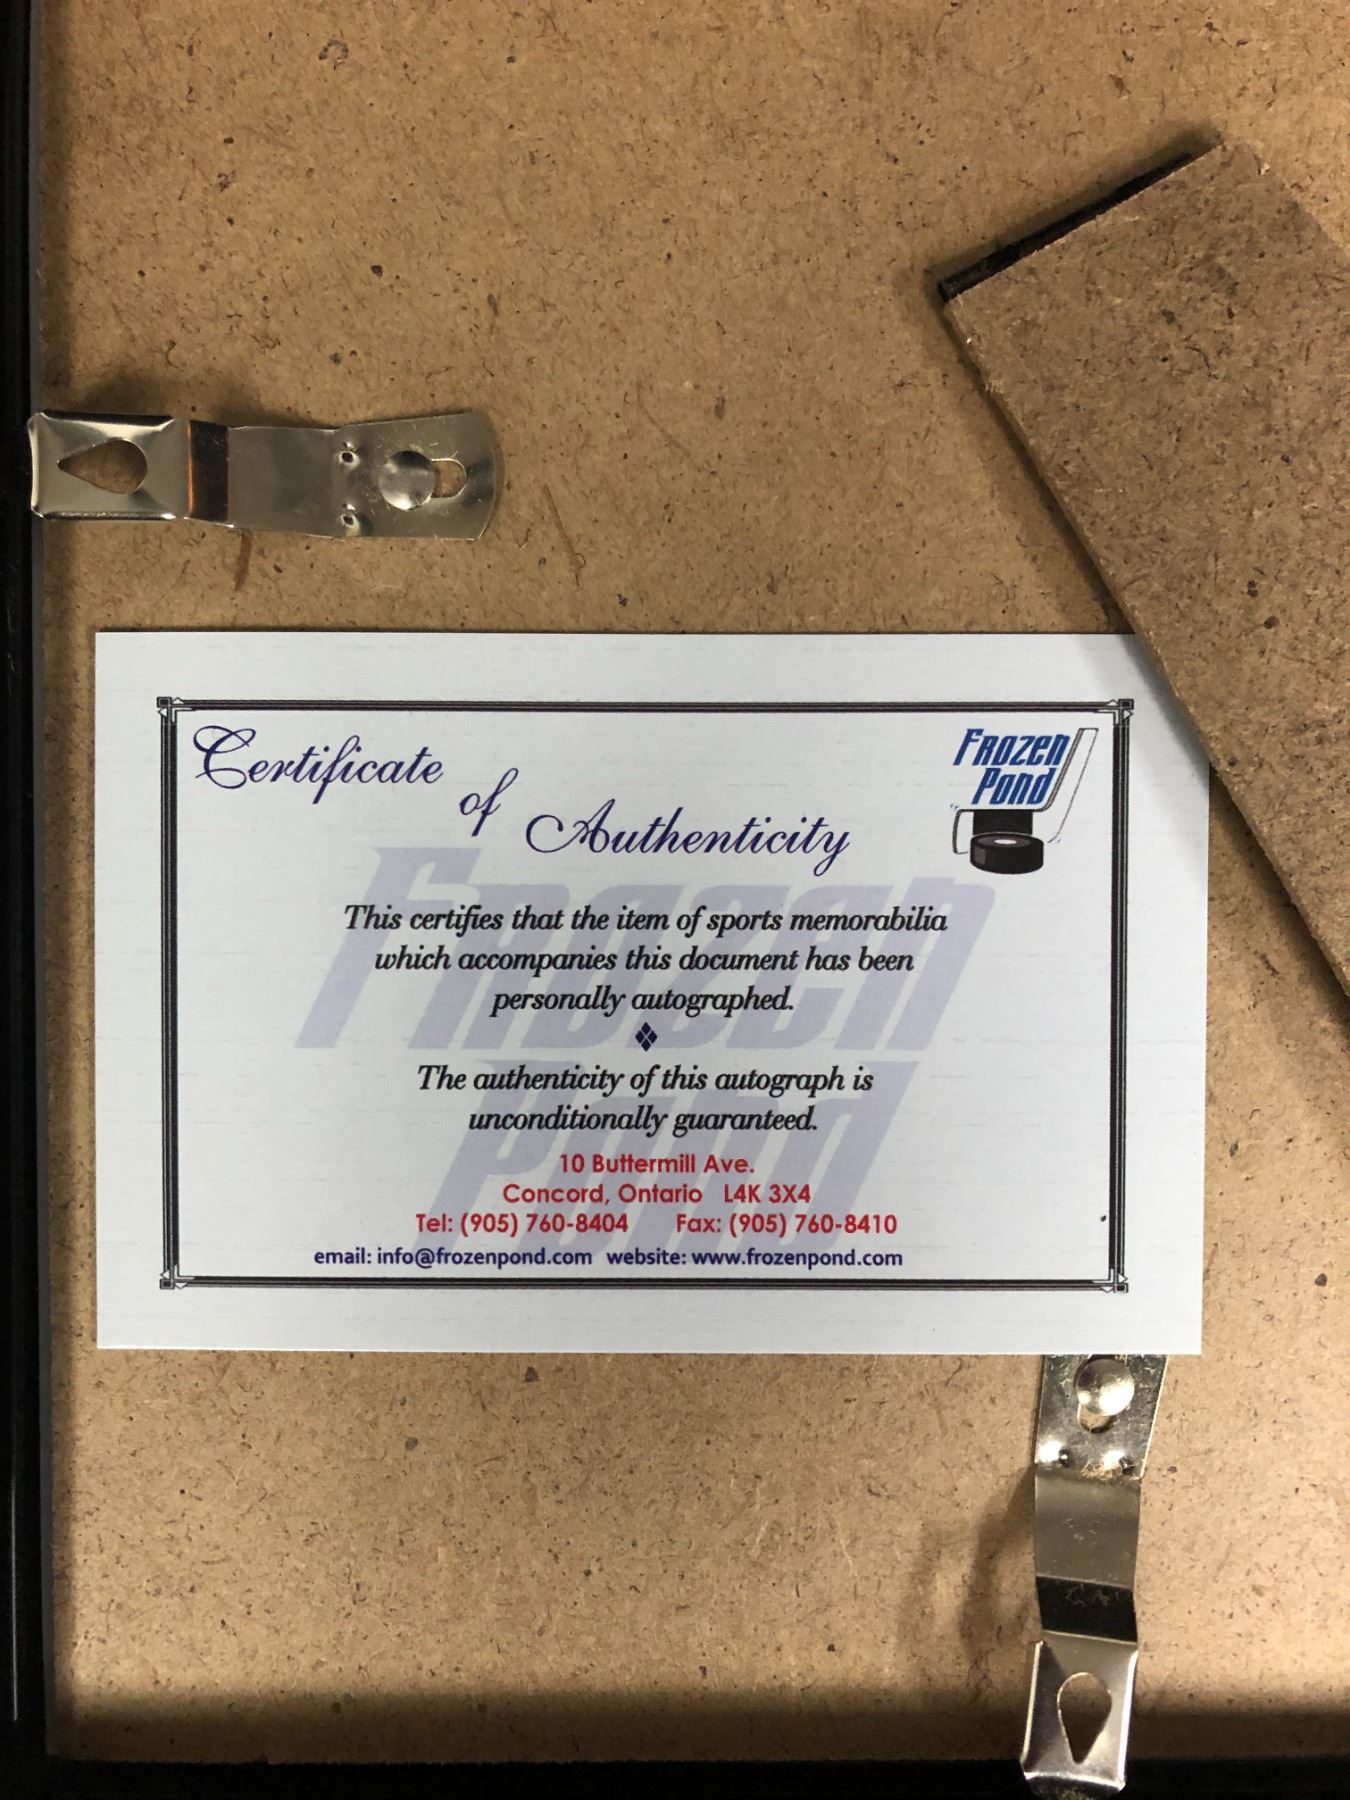 Certificate
of
Authenticity
Frozen
Pond
This certifies that the item of sports memorabilia
which accompanies this document has been
personally autographed.
The authenticity of this autograph is
unconditionally guaranteed.
10 Buttermill Ave.
Concord, Ontario L4K 3X4
Tel: (905) 760-8404 Fax: (905) 760-8410
email: info@frozenpond.com website: www.frozenpond.com
Frozen
Pond